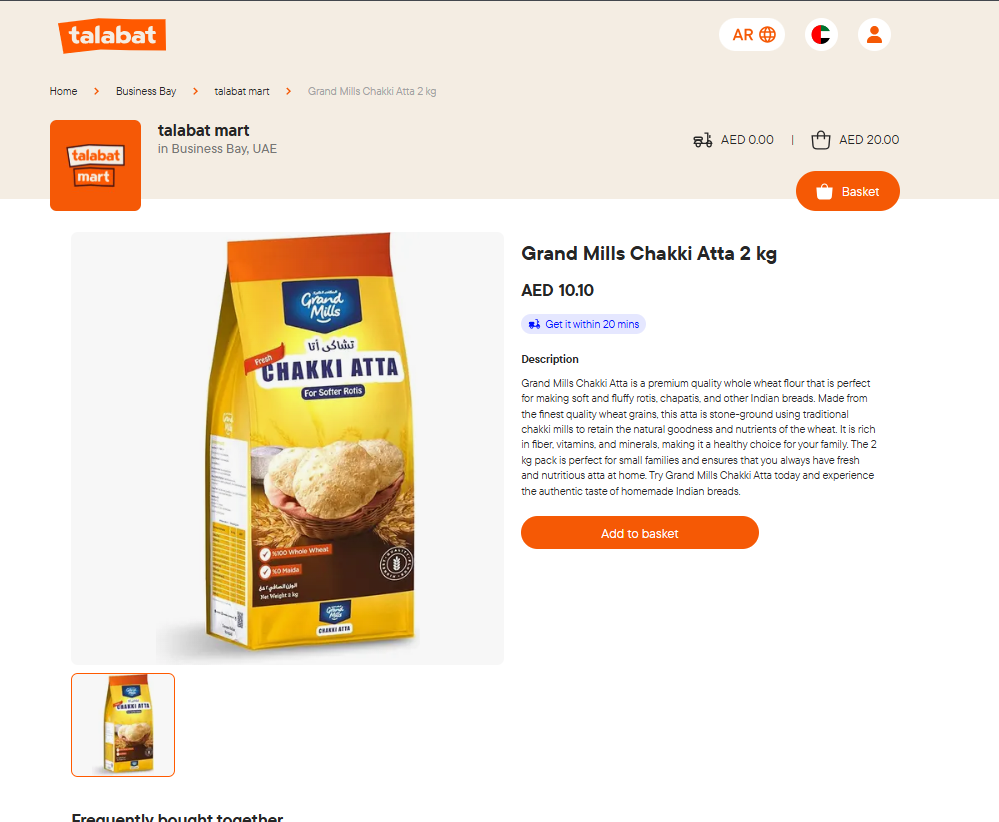 talabat
AR
Home
Business Bay
talabat mart
Grand Mills Chakki Atta 2 kg
talabat mart
talabat mart
in Business Bay, UAE
AED 0.00
AED 20.00
Basket
Grand Mills Chakki Atta 2 kg
AED 10.10
Get it within 20 mins
Description
Grand Mills Chakki Atta is a premium quality whole wheat flour that is perfect
for making soft and fluffy rotis, chapatis, and other Indian breads. Made from
the finest quality wheat grains, this atta is stone-ground using traditional
chakki mills to retain the natural goodness and nutrients of the wheat. It is rich
in fiber, vitamins, and minerals, making it a healthy choice for your family. The 2
kg pack is perfect for small families and ensures that you always have fresh
and nutritious atta at home. Try Grand Mills Chakki Atta today and experience
the authentic taste of homemade Indian breads.
Add to basket
Grand
Mills
تشاكي أتا
Fresh
CHAKKI ATTA
For Softer Rotis
%100 Whole Wheat
%0 Maida
Net Weight 2 kg
Grand
Mills
CHAKKI ATTA
CHAKKI ATTA
Frequently bought together